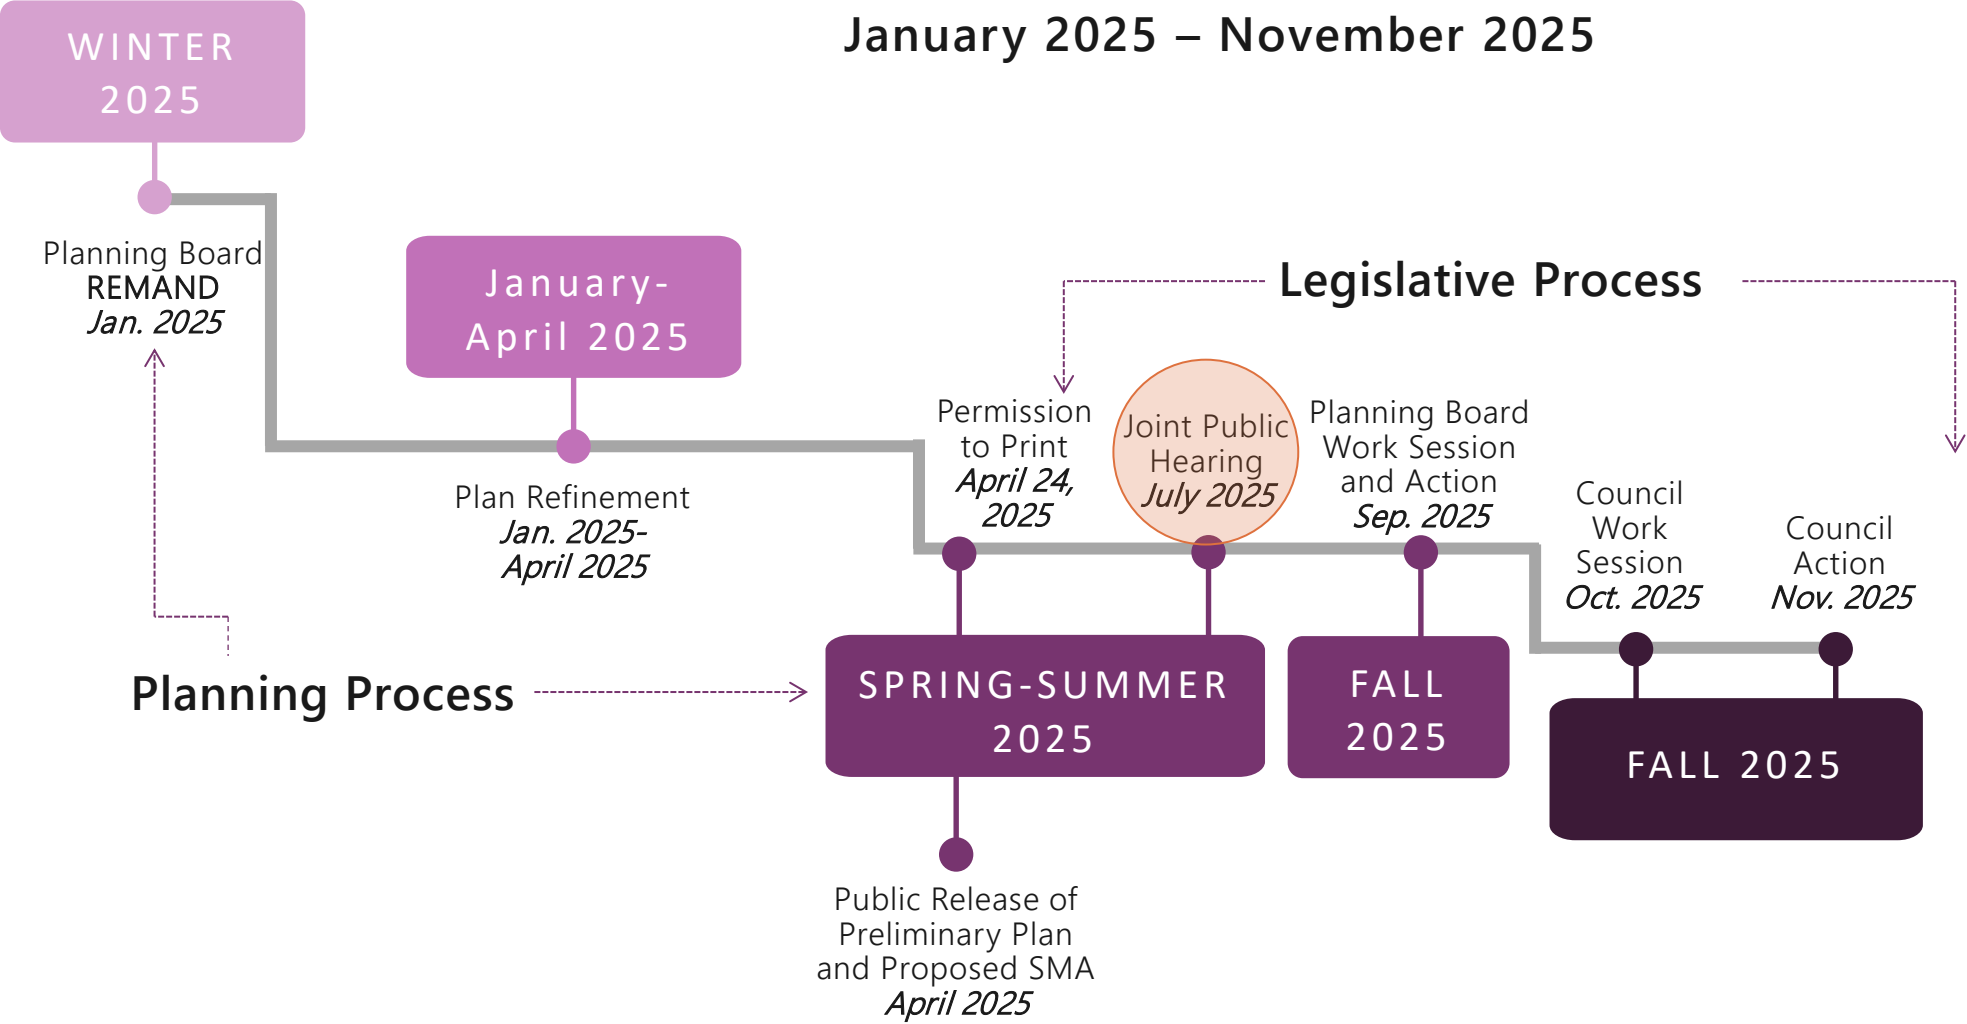 January 2025 – November 2025
WINTER
2025
Planning Board
REMAND
Jan. 2025
January-
April 2025
Plan Refinement
Jan. 2025-
April 2025
Legislative Process
Permission
to Print
April 24,
2025
Joint Public
Hearing
July 2025
Planning Board
Work Session
and Action
Sep. 2025
Council
Work
Session
Oct. 2025
Council
Action
Nov. 2025
Planning Process
SPRING-SUMMER
2025
FALL
2025
FALL 2025
Public Release of
Preliminary Plan
and Proposed SMA
April 2025